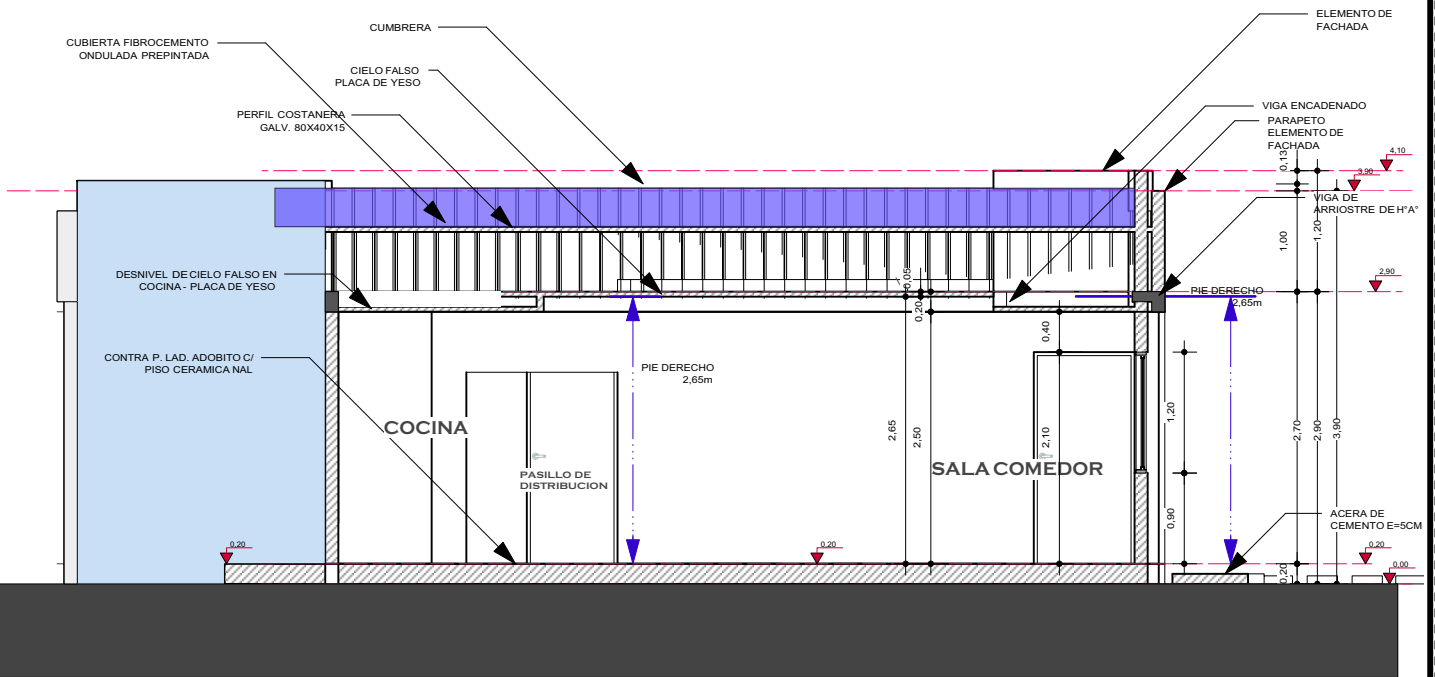 ELEMENTO DE
FACHADA
CUMBRERA
CUBIERTA FIBROCEMENTO
ONDULADA PREPINTADA
CIELO FALSO
PLACA DE YESO
PERFIL COSTANERA
GALV. 80X40X15
VIGA ENCADENADO
PARAPETO
ELEMENTO DE
FACHADA
0,13
4,10
3,90
VIGA DE
ARRIOSTRE DE H°A°
1,00
1,20
DESNIVEL DE CIELO FALSO EN
COCINA - PLACA DE YESO
0,05
0,20
2,90
PIE DERECHO
2,65m
0,40
CONTRA P. LAD. ADOBITO C/
PISO CERAMICA NAL
PIE DERECHO
2,65m
1,20
COCINA
2,65
2,50
2,10
2,70
2,90
3,90
SALA COMEDOR
PASILLO DE
DISTRIBUCION
0,90
ACERA DE
CEMENTO E=5CM
0,20
0,20
0,20
0,20
0,00